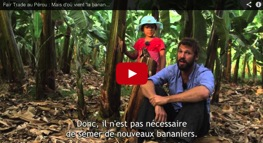 Fair Trade au Pérou : Mais d'où vient "la banan...
Donc, il n'est pas nécessaire
de semer de nouveaux bananiers.